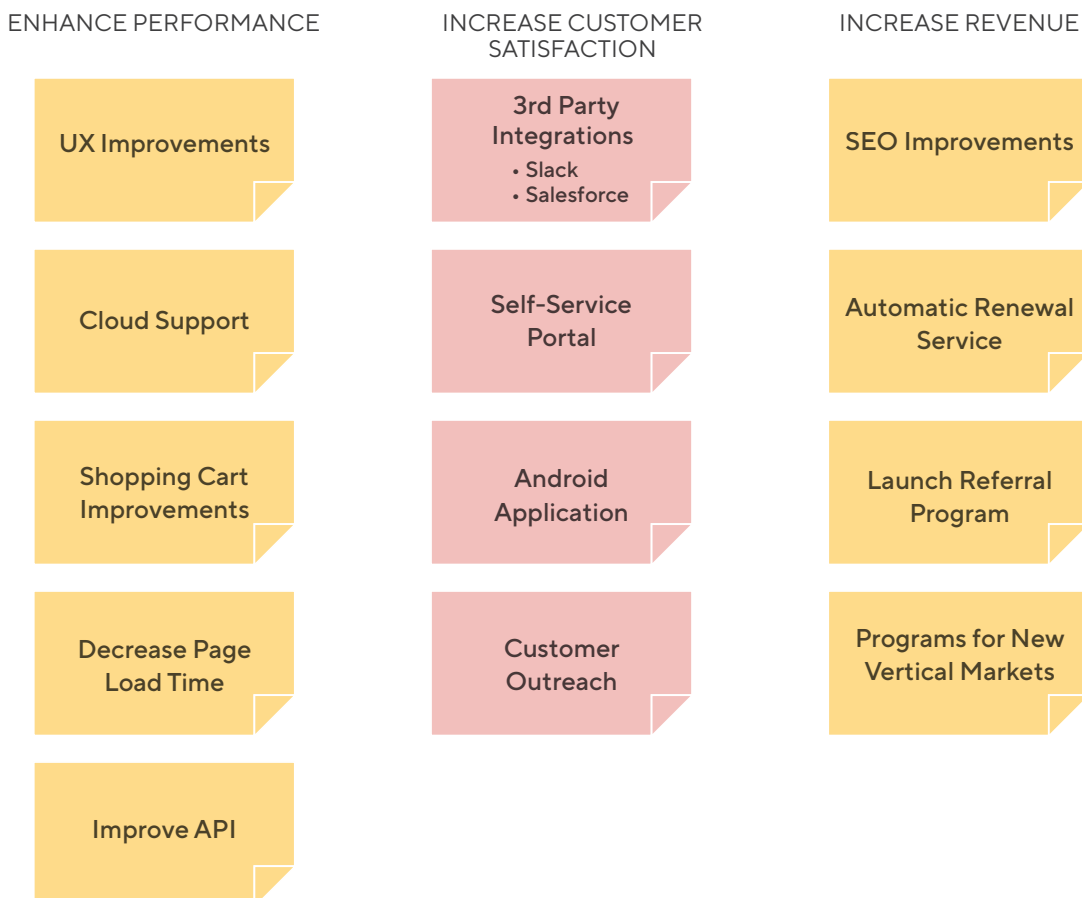 ENHANCE PERFORMANCE
UX Improvements
Cloud Support
Shopping Cart
Improvements
Decrease Page
Load Time
Improve API
INCREASE CUSTOMER
SATISFACTION
3rd Party
Integrations
• Slack
• Salesforce
Self-Service
Portal
Android
Application
Customer
Outreach
INCREASE REVENUE
SEO Improvements
Automatic Renewal
Service
Launch Referral
Program
Programs for New
Vertical Markets